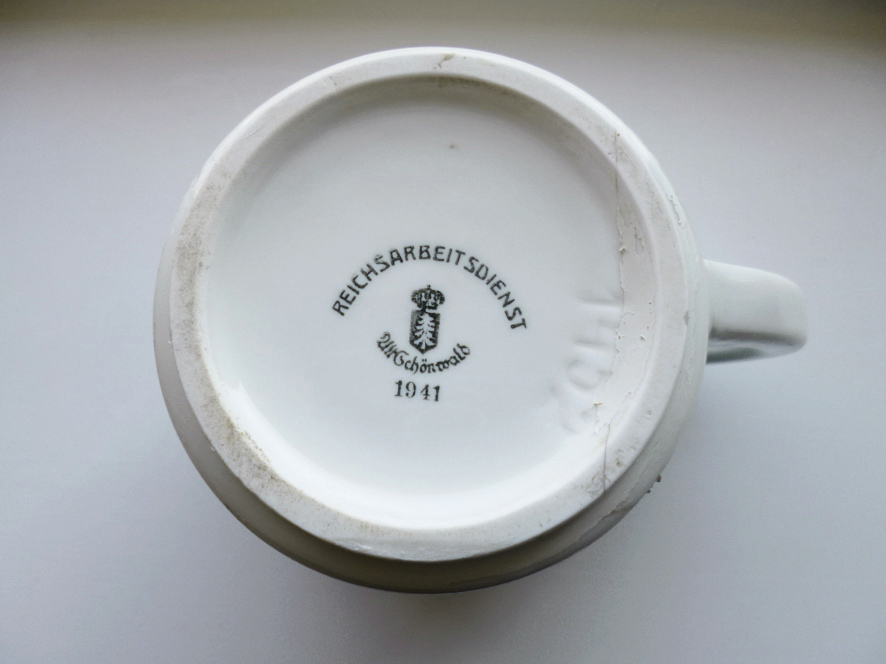 REICHSARBEITSDIENST
Alt Schönwald
1941